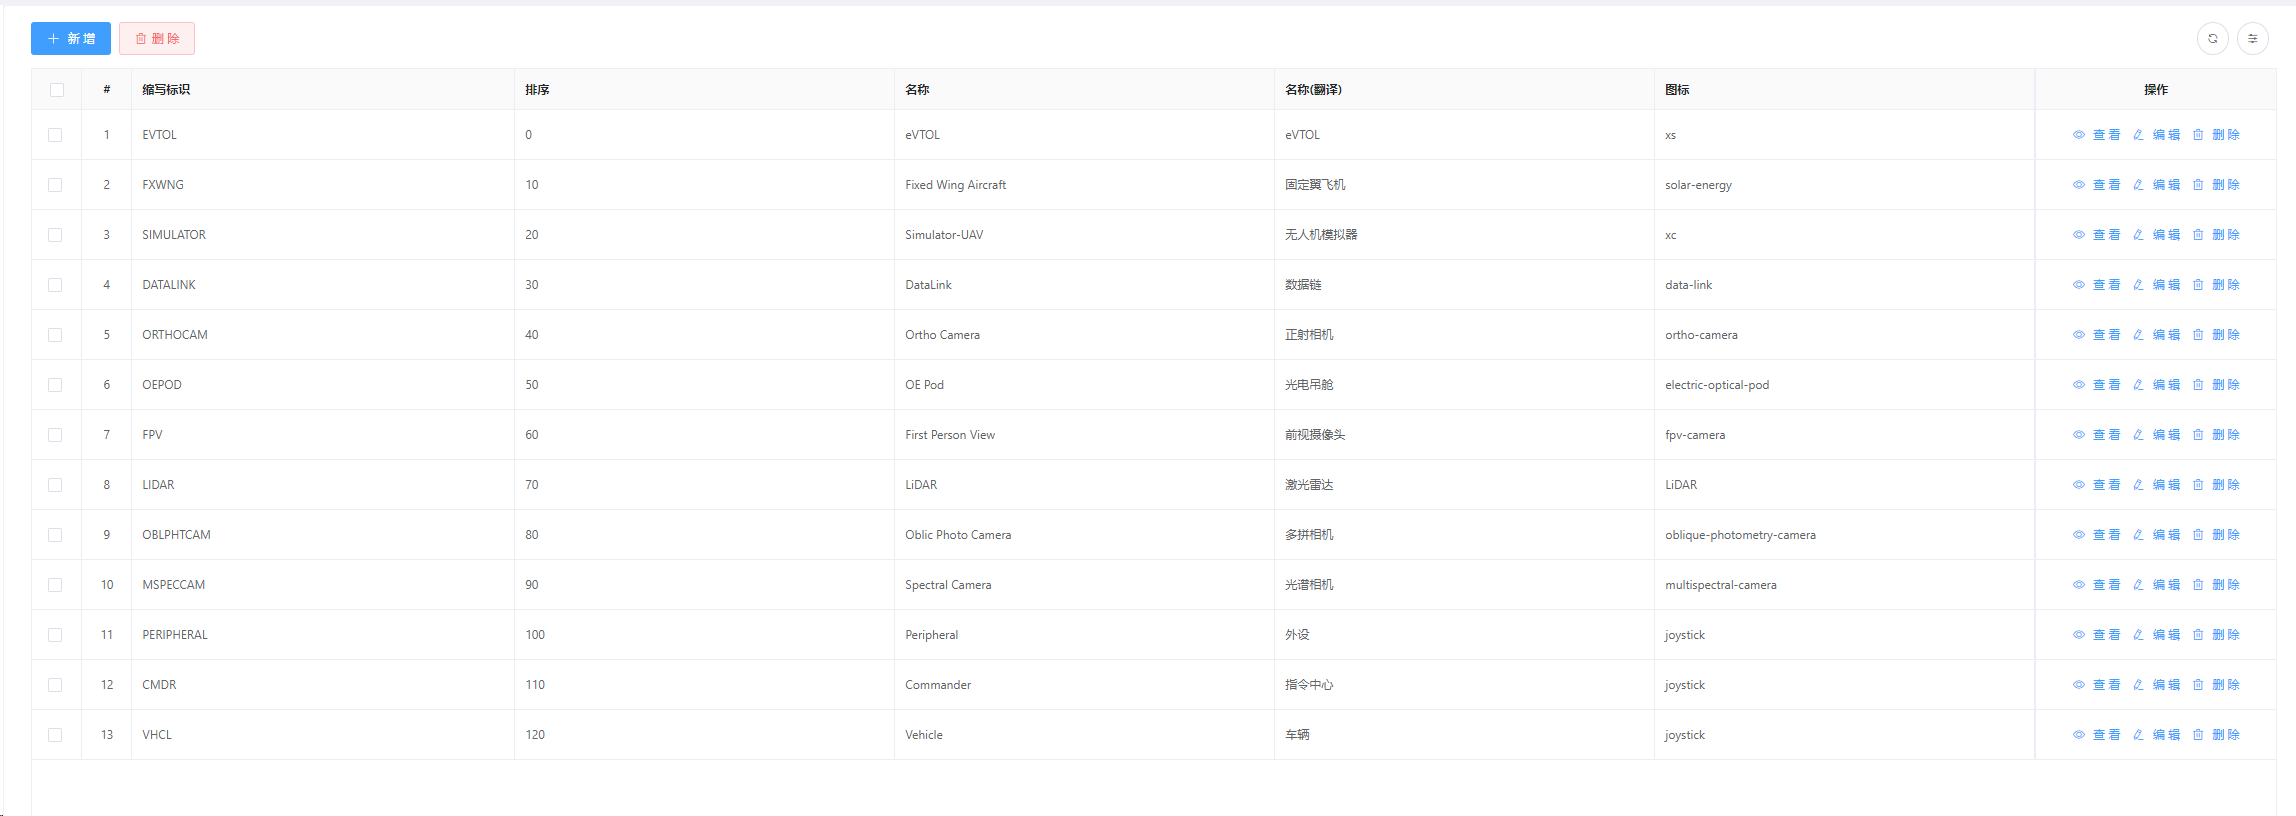 新增 删除
# 缩写标识 排序 名称 名称(翻译) 图标 操作
1 EVTOL 0 eVTOL eVTOL xs 查看 编辑 删除
2 FXWNG 10 Fixed Wing Aircraft 固定翼飞机 solar-energy 查看 编辑 删除
3 SIMULATOR 20 Simulator-UAV 无人机模拟器 xc 查看 编辑 删除
4 DATALINK 30 DataLink 数据链 data-link 查看 编辑 删除
5 ORTHOCAM 40 Ortho Camera 正射相机 ortho-camera 查看 编辑 删除
6 OEPOD 50 OE Pod 光电吊舱 electric-optical-pod 查看 编辑 删除
7 FPV 60 First Person View 前视摄像头 fpv-camera 查看 编辑 删除
8 LIDAR 70 LiDAR 激光雷达 LiDAR 查看 编辑 删除
9 OBLPHTCAM 80 Oblic Photo Camera 多拼相机 oblique-photometry-camera 查看 编辑 删除
10 MSPECCAM 90 Spectral Camera 光谱相机 multispectral-camera 查看 编辑 删除
11 PERIPHERAL 100 Peripheral 外设 joystick 查看 编辑 删除
12 CMDR 110 Commander 指令中心 joystick 查看 编辑 删除
13 VHCL 120 Vehicle 车辆 joystick 查看 编辑 删除